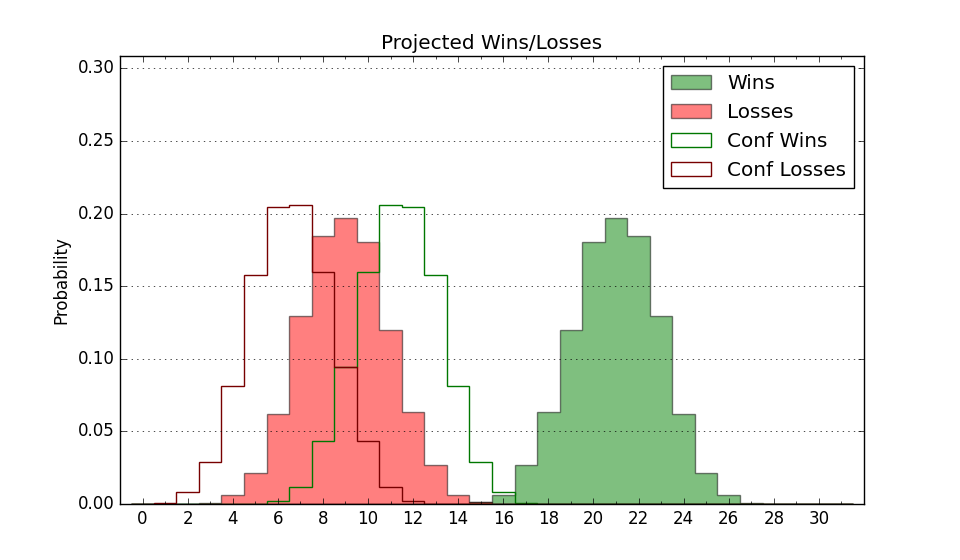 Projected Wins/Losses
0.30
0.25
0.20
0.15
0.10
0.05
0.00
Probability
Wins
Losses
Conf Wins
Conf Losses
0 2 4 6 8 10 12 14 16 18 20 22 24 26 28 30